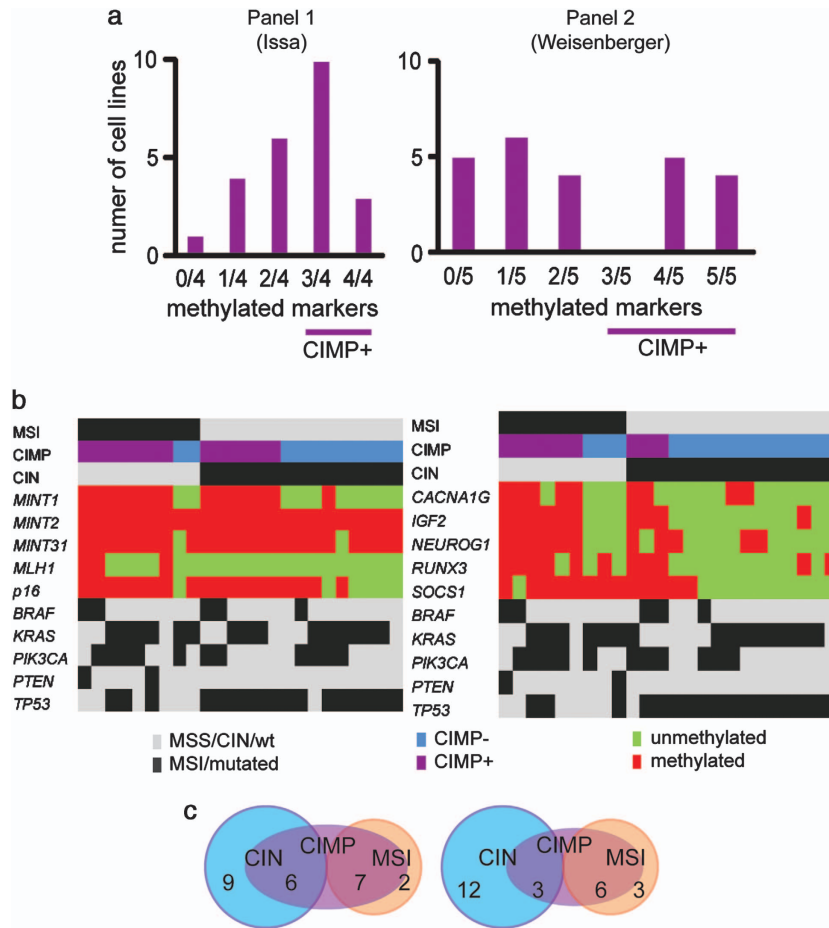 a
Panel 1
(Issa)
numer of cell lines
10
5
0
0/4 1/4 2/4 3/4 4/4
methylated markers
CIMP+
Panel 2
(Weisenberger)
10
5
0
0/5 1/5 2/5 3/5 4/5 5/5
methylated markers
CIMP+
b
MSI
CIMP
CIN
MINT1
MINT2
MINT31
MLH1
p16
BRAF
KRAS
PIK3CA
PTEN
TP53
MSI
CIMP
CIN
CACNA1G
IGF2
NEUROG1
RUNX3
SOCS1
BRAF
KRAS
PIK3CA
PTEN
TP53
MSS/CIN/wt
MSI/mutated
CIMP-
CIMP+
unmethylated
methylated
c
CIN CIMP MSI
9 6 7 2
CIN CIMP MSI
12 3 6 3